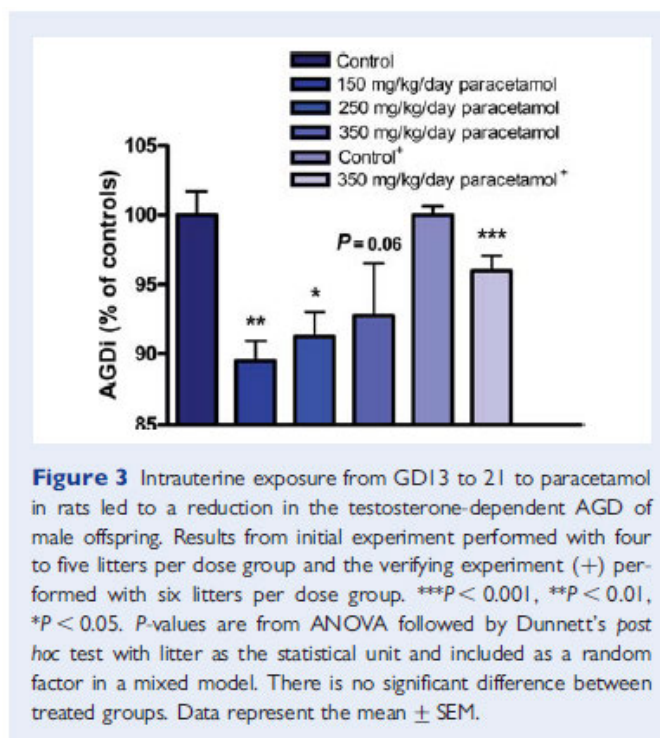 Control
150 mg/kg/day paracetamol
250 mg/kg/day paracetamol
350 mg/kg/day paracetamol
Control+
350 mg/kg/day paracetamol+
105
100
95
90
85
AGDi (% of controls)
**
*
P = 0.06
***
Figure 3 Intrauterine exposure from GD13 to 21 to paracetamol
in rats led to a reduction in the testosterone-dependent AGD of
male offspring. Results from initial experiment performed with four
to five litters per dose group and the verifying experiment (+) per-
formed with six litters per dose group. ***P < 0.001, **P < 0.01,
*P < 0.05. P-values are from ANOVA followed by Dunnett's post
hoc test with litter as the statistical unit and included as a random
factor in a mixed model. There is no significant difference between
treated groups. Data represent the mean ± SEM.